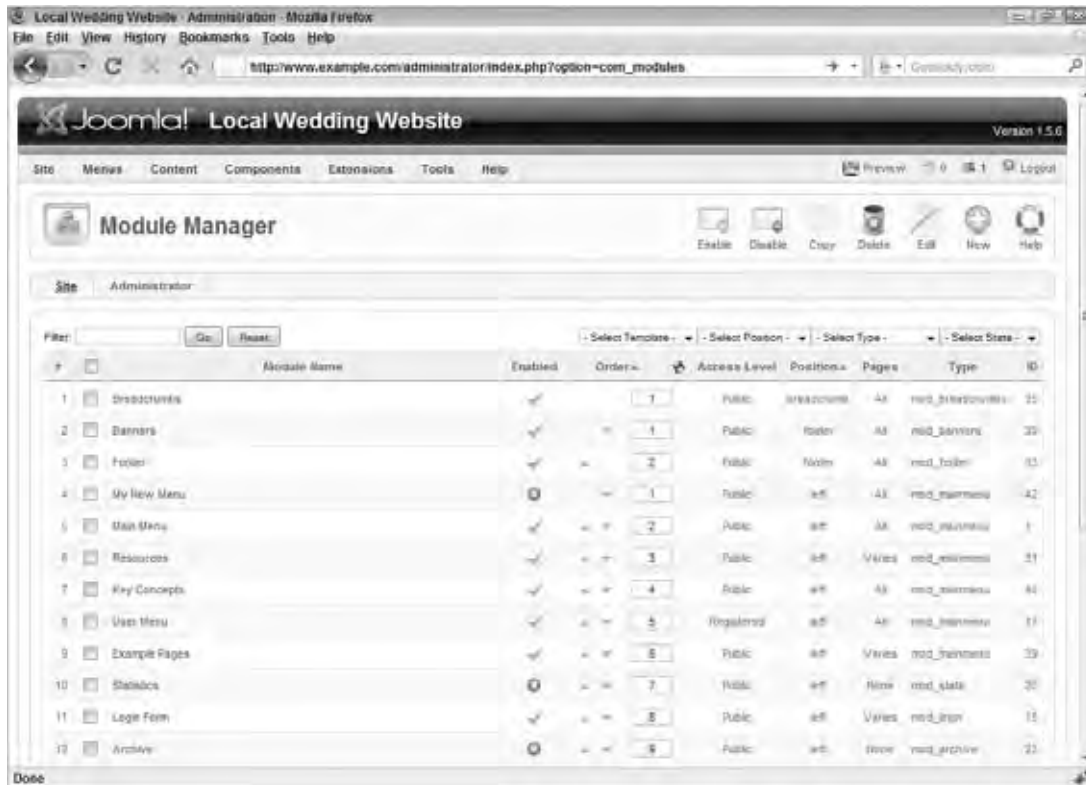 Local Wedding Website - Administration - Mozilla Firefox
File Edit View History Bookmarks Tools Help
http://www.example.com/administrator/index.php?option=com_modules
Joomla! Local Wedding Website
Version 1.5.6
Site Menus Content Components Extensions Tools Help Preview 0 1 Logout
Module Manager
Enable Disable Copy Delete Edit New Help
Site Administrator
Filter: Go Reset - Select Template - - Select Position - - Select Type - - Select State -
# Module Name Enabled Order Access Level Position Pages Type ID
1 Breadcrumbs 1 Public breadcrumb All mod_breadcrumbs 35
2 Banners 1 Public footer All mod_banners
3 Footer 2 Public footer All mod_footer
4 My New Menu 1 Public left All mod_mainmenu 42
5 Main Menu 2 Public left All mod_mainmenu 1
6 Resources 3 Public left Varies mod_mainmenu 31
7 Key Concepts 4 Public left All mod_mainmenu
8 User Menu 5 Registered left All mod_mainmenu 17
9 Example Pages 6 Public left Varies mod_mainmenu 39
10 Statistics 7 Public left None mod_stats
11 Login Form 8 Public left Varies mod_login 18
12 Archive 9 Public left None mod_archive
Done